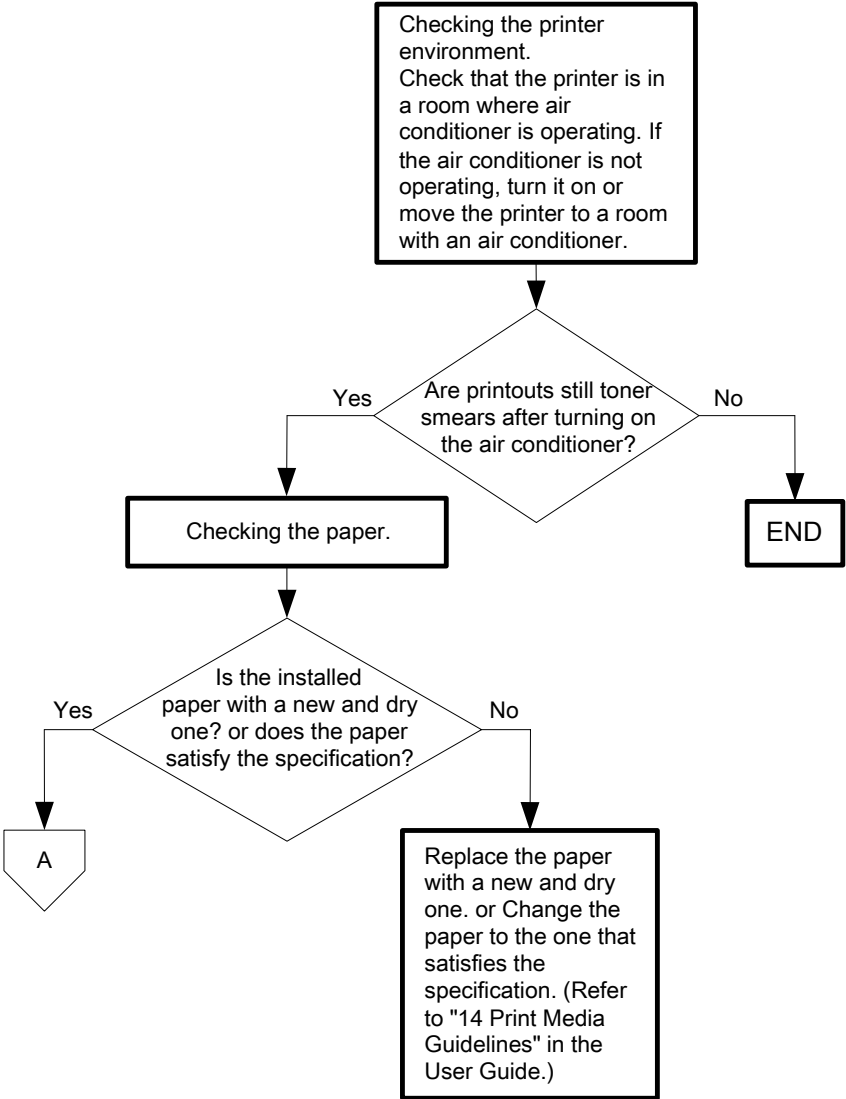 Checking the printer
environment.
Check that the printer is in
a room where air
conditioner is operating. If
the air conditioner is not
operating, turn it on or
move the printer to a room
with an air conditioner.
Yes
Are printouts still toner
smears after turning on
the air conditioner?
No
Checking the paper.
END
Yes
Is the installed
paper with a new and dry
one? or does the paper
satisfy the specification?
No
A
Replace the paper
with a new and dry
one. or Change the
paper to the one that
satisfies the
specification. (Refer
to "14 Print Media
Guidelines" in the
User Guide.)